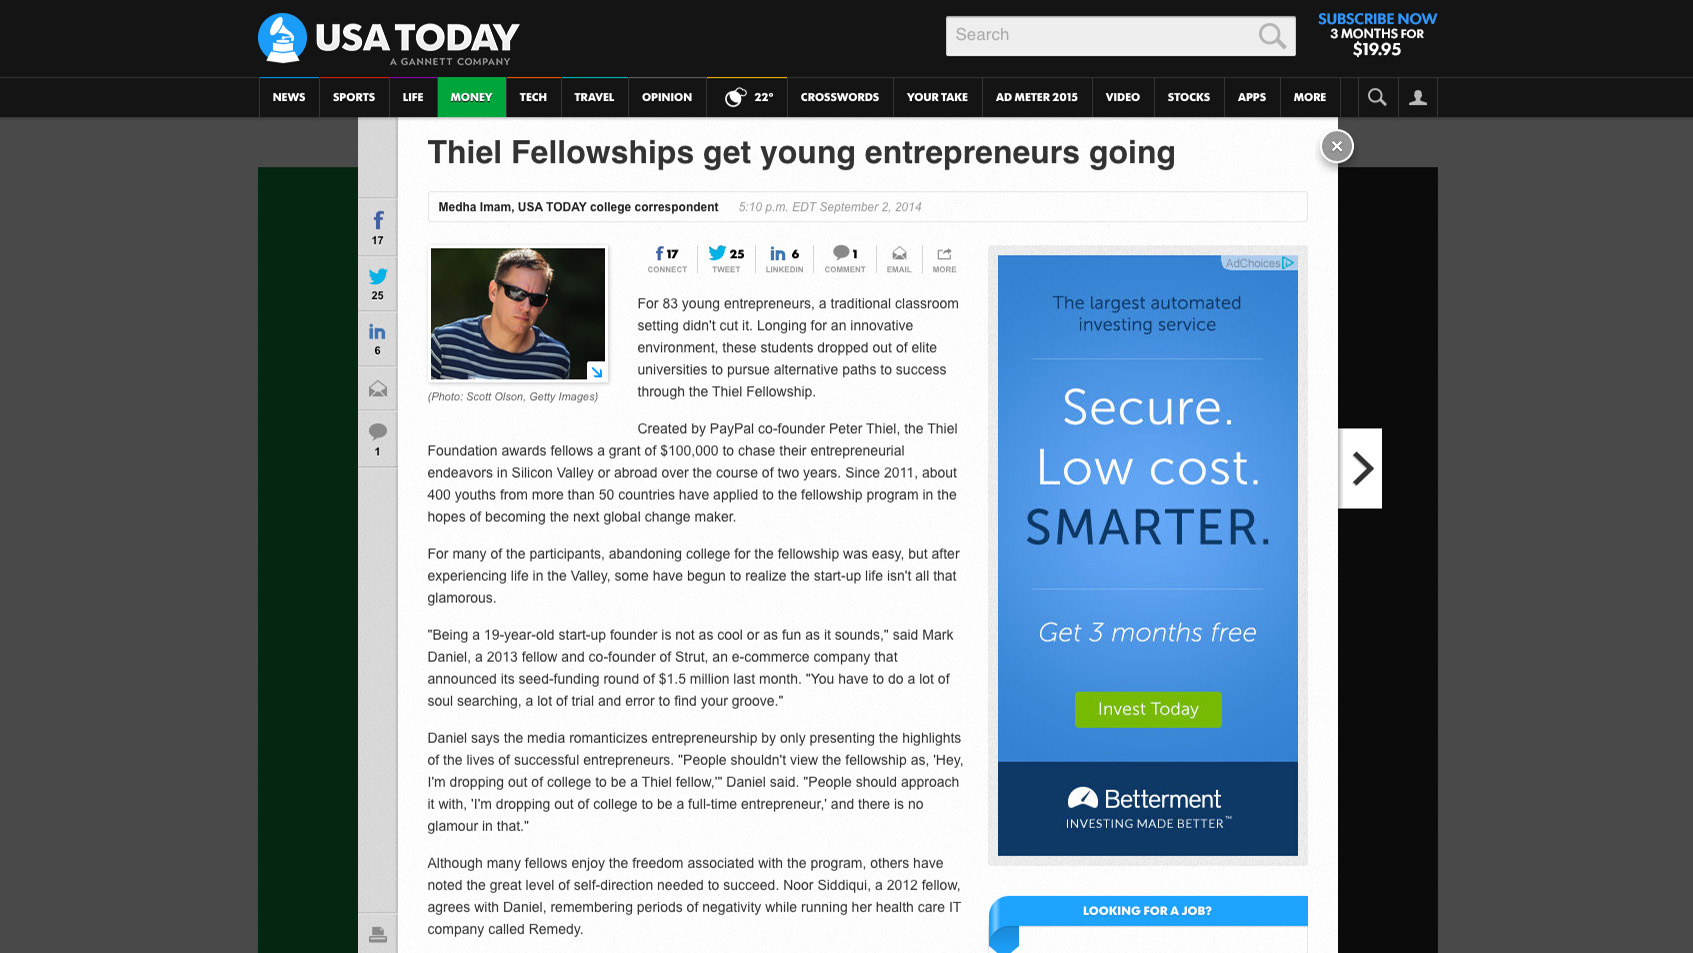 USA TODAY
A GANNETT COMPANY
Search
SUBSCRIBE NOW
3 MONTHS FOR
$19.95
NEWS
SPORTS
LIFE
MONEY
TECH
TRAVEL
OPINION
22°
CROSSWORDS
YOUR TAKE
AD METER 2015
VIDEO
STOCKS
APPS
MORE
Thiel Fellowships get young entrepreneurs going
Medha Imam, USA TODAY college correspondent 5:10 p.m. EDT September 2, 2014
f
17
25
in
6
1
(Photo: Scott Olson, Getty Images)
f 17
CONNECT
25
TWEET
in 6
LINKEDIN
1
COMMENT
EMAIL
MORE
For 83 young entrepreneurs, a traditional classroom
setting didn't cut it. Longing for an innovative
environment, these students dropped out of elite
universities to pursue alternative paths to success
through the Thiel Fellowship.
Created by PayPal co-founder Peter Thiel, the Thiel
Foundation awards fellows a grant of $100,000 to chase their entrepreneurial
endeavors in Silicon Valley or abroad over the course of two years. Since 2011, about
400 youths from more than 50 countries have applied to the fellowship program in the
hopes of becoming the next global change maker.
For many of the participants, abandoning college for the fellowship was easy, but after
experiencing life in the Valley, some have begun to realize the start-up life isn't all that
glamorous.
"Being a 19-year-old start-up founder is not as cool or as fun as it sounds," said Mark
Daniel, a 2013 fellow and co-founder of Strut, an e-commerce company that
announced its seed-funding round of $1.5 million last month. "You have to do a lot of
soul searching, a lot of trial and error to find your groove."
Daniel says the media romanticizes entrepreneurship by only presenting the highlights
of the lives of successful entrepreneurs. "People shouldn't view the fellowship as, 'Hey,
I'm dropping out of college to be a Thiel fellow,'" Daniel said. "People should approach
it with, 'I'm dropping out of college to be a full-time entrepreneur,' and there is no
glamour in that."
Although many fellows enjoy the freedom associated with the program, others have
noted the great level of self-direction needed to succeed. Noor Siddiqui, a 2012 fellow,
agrees with Daniel, remembering periods of negativity while running her health care IT
company called Remedy.
AdChoices
The largest automated
investing service
Secure.
Low cost.
SMARTER.
Get 3 months free
Invest Today
Betterment
INVESTING MADE BETTER™
LOOKING FOR A JOB?